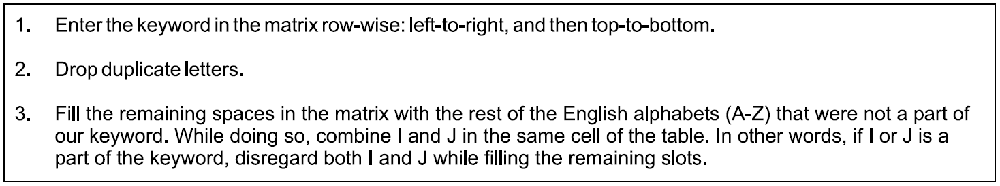 1. Enter the keyword in the matrix row-wise: left-to-right, and then top-to-bottom.
2. Drop duplicate letters.
3. Fill the remaining spaces in the matrix with the rest of the English alphabets (A-Z) that were not a part of
our keyword. While doing so, combine I and J in the same cell of the table. In other words, if I or J is a
part of the keyword, disregard both I and J while filling the remaining slots.